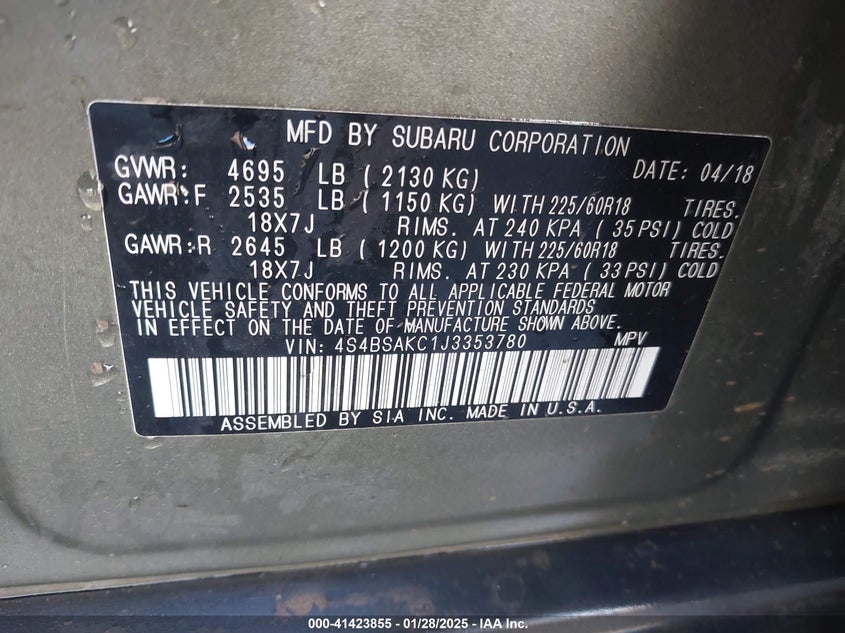 MFD BY SUBARU CORPORATION
GVWR: 4695 LB ( 2130 KG) DATE: 04/18
GAWR:F 2535 LB ( 1150 KG) WITH 225/60R18 TIRES.
18X7J RIMS. AT 240 KPA ( 35 PSI) COLD
GAWR:R 2645 LB ( 1200 KG) WITH 225/60R18 TIRES.
18X7J RIMS. AT 230 KPA ( 33 PSI) COLD
THIS VEHICLE CONFORMS TO ALL APPLICABLE FEDERAL MOTOR
VEHICLE SAFETY AND THEFT PREVENTION STANDARDS
IN EFFECT ON THE DATE OF MANUFACTURE SHOWN ABOVE.
VIN: 4S4BSAKC1J3353780 MPV
ASSEMBLED BY SIA INC. MADE IN U.S.A.
000-41423855 - 01/28/2025 - IAA Inc.